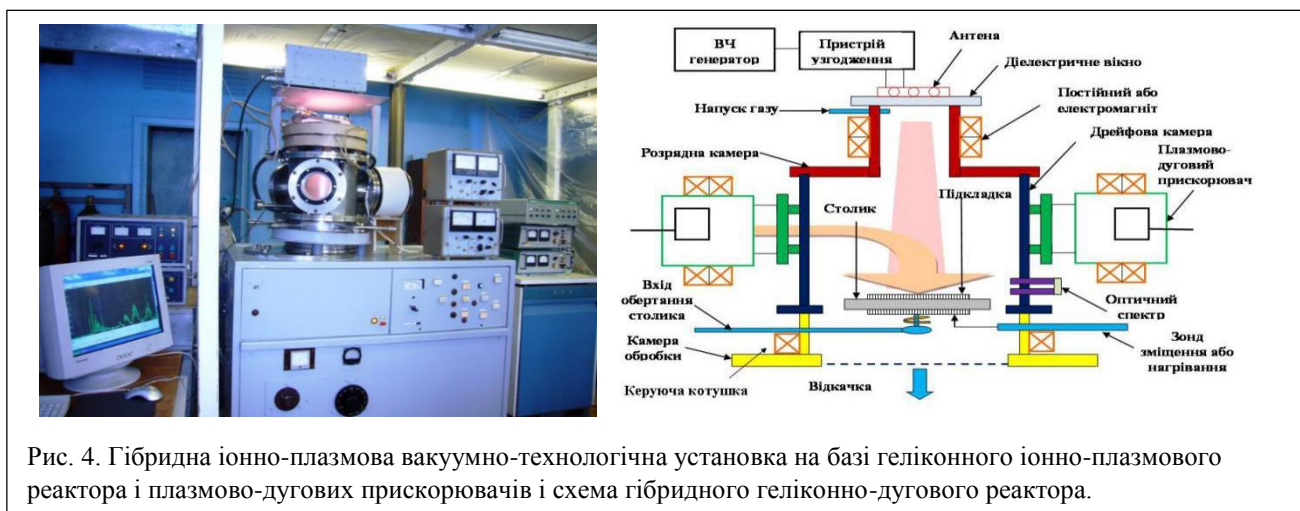 ВЧ
генератор
Пристрій
узгодження
Антена
Діелектричне вікно
Напуск газу
Постійний або
електромагніт
Дрейфова камера
Розрядна камера
Плазмово-
дуговий
прискорювач
Столик
Підкладка
Вхід
обертання
столика
Оптичний
спектр
Камера
обробки
Зонд
зміщення або
нагрівання
Керуюча котушка
Відкачка
Рис. 4. Гібридна іонно-плазмова вакуумно-технологічна установка на базі геліконного іонно-плазмового
реактора і плазмово-дугових прискорювачів і схема гібридного геліконно-дугового реактора.